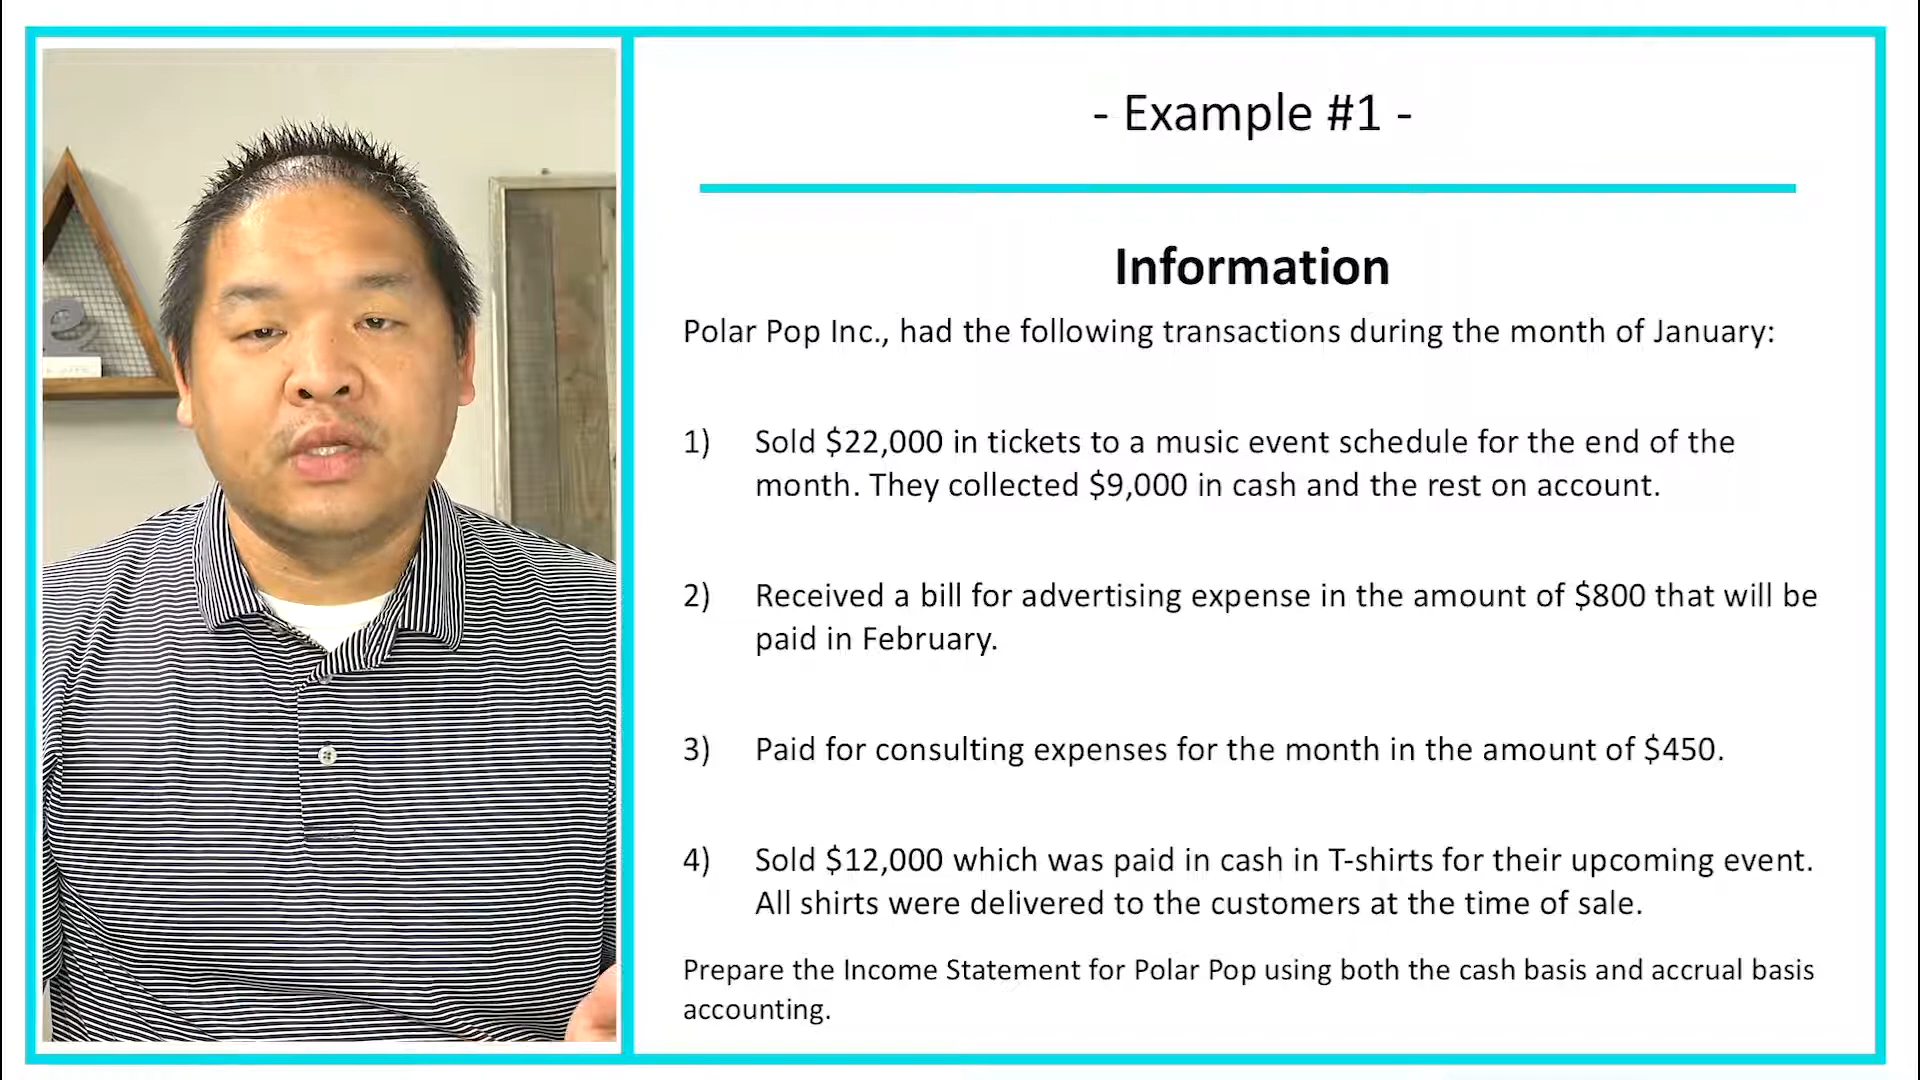 - Example #1 -
Information
Polar Pop Inc., had the following transactions during the month of January:
1) Sold $22,000 in tickets to a music event schedule for the end of the
month. They collected $9,000 in cash and the rest on account.
2) Received a bill for advertising expense in the amount of $800 that will be
paid in February.
3) Paid for consulting expenses for the month in the amount of $450.
4) Sold $12,000 which was paid in cash in T-shirts for their upcoming event.
All shirts were delivered to the customers at the time of sale.
Prepare the Income Statement for Polar Pop using both the cash basis and accrual basis
accounting.